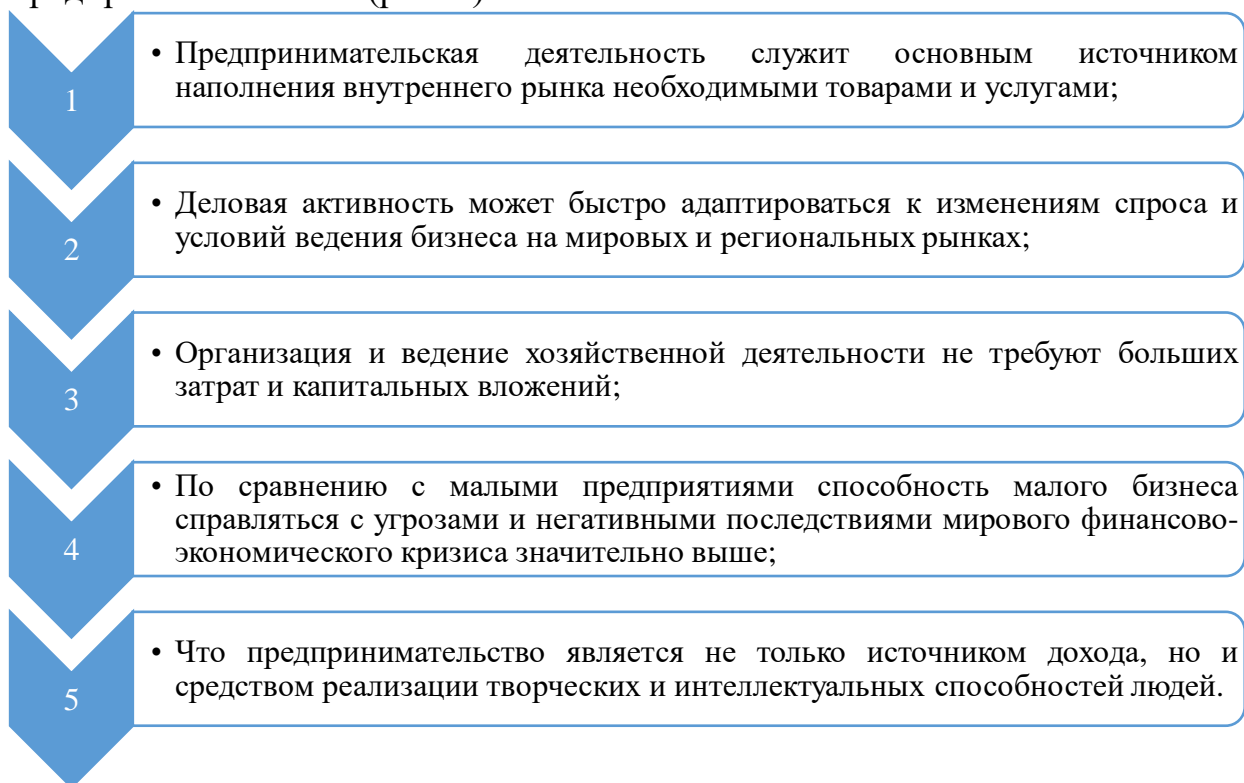 1
• Предпринимательская деятельность служит основным источником
наполнения внутреннего рынка необходимыми товарами и услугами;
2
• Деловая активность может быстро адаптироваться к изменениям спроса и
условий ведения бизнеса на мировых и региональных рынках;
3
• Организация и ведение хозяйственной деятельности не требуют больших
затрат и капитальных вложений;
4
• По сравнению с малыми предприятиями способность малого бизнеса
справляться с угрозами и негативными последствиями мирового финансово-
экономического кризиса значительно выше;
5
• Что предпринимательство является не только источником дохода, но и
средством реализации творческих и интеллектуальных способностей людей.